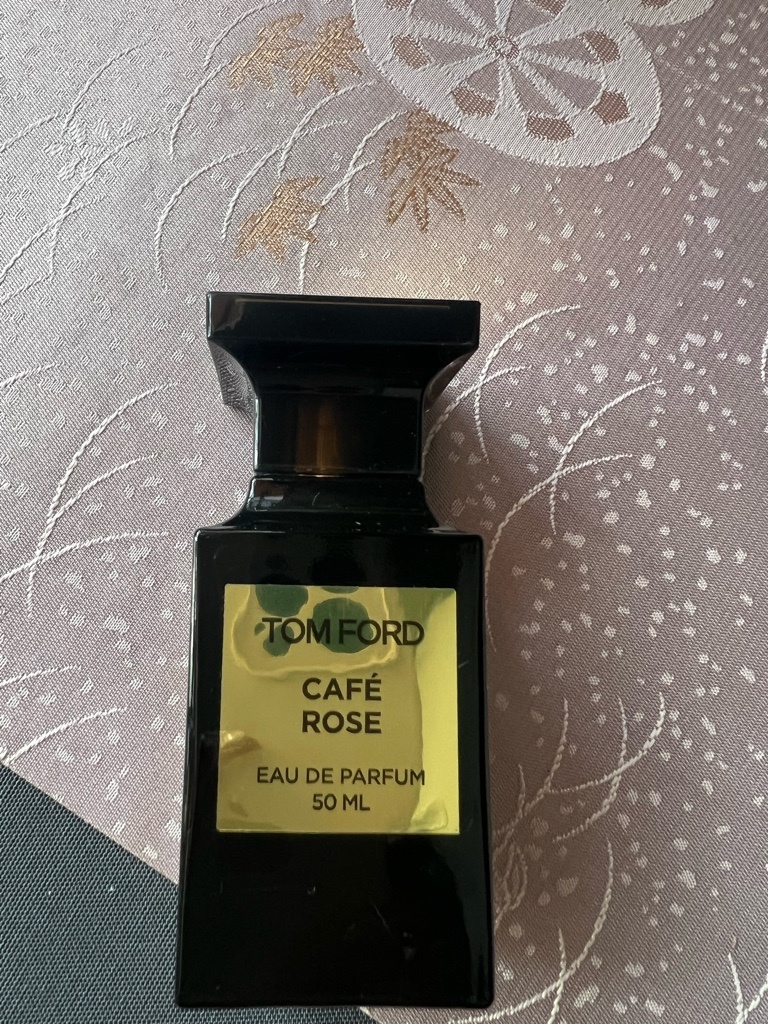 TOM FORD
CAFÉ
ROSE
EAU DE PARFUM
50 ML